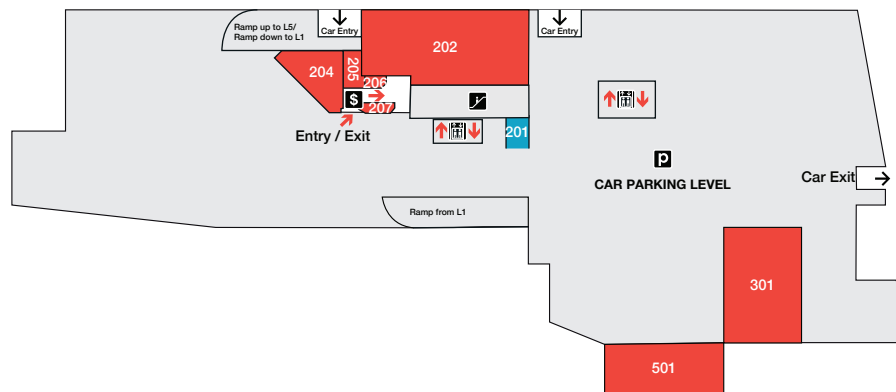 Ramp up to L5/
Ramp down to L1
Car Entry
Car Entry
202
204
205
206
$
207
Entry / Exit
201
P
CAR PARKING LEVEL
Car Exit
Ramp from L1
301
501